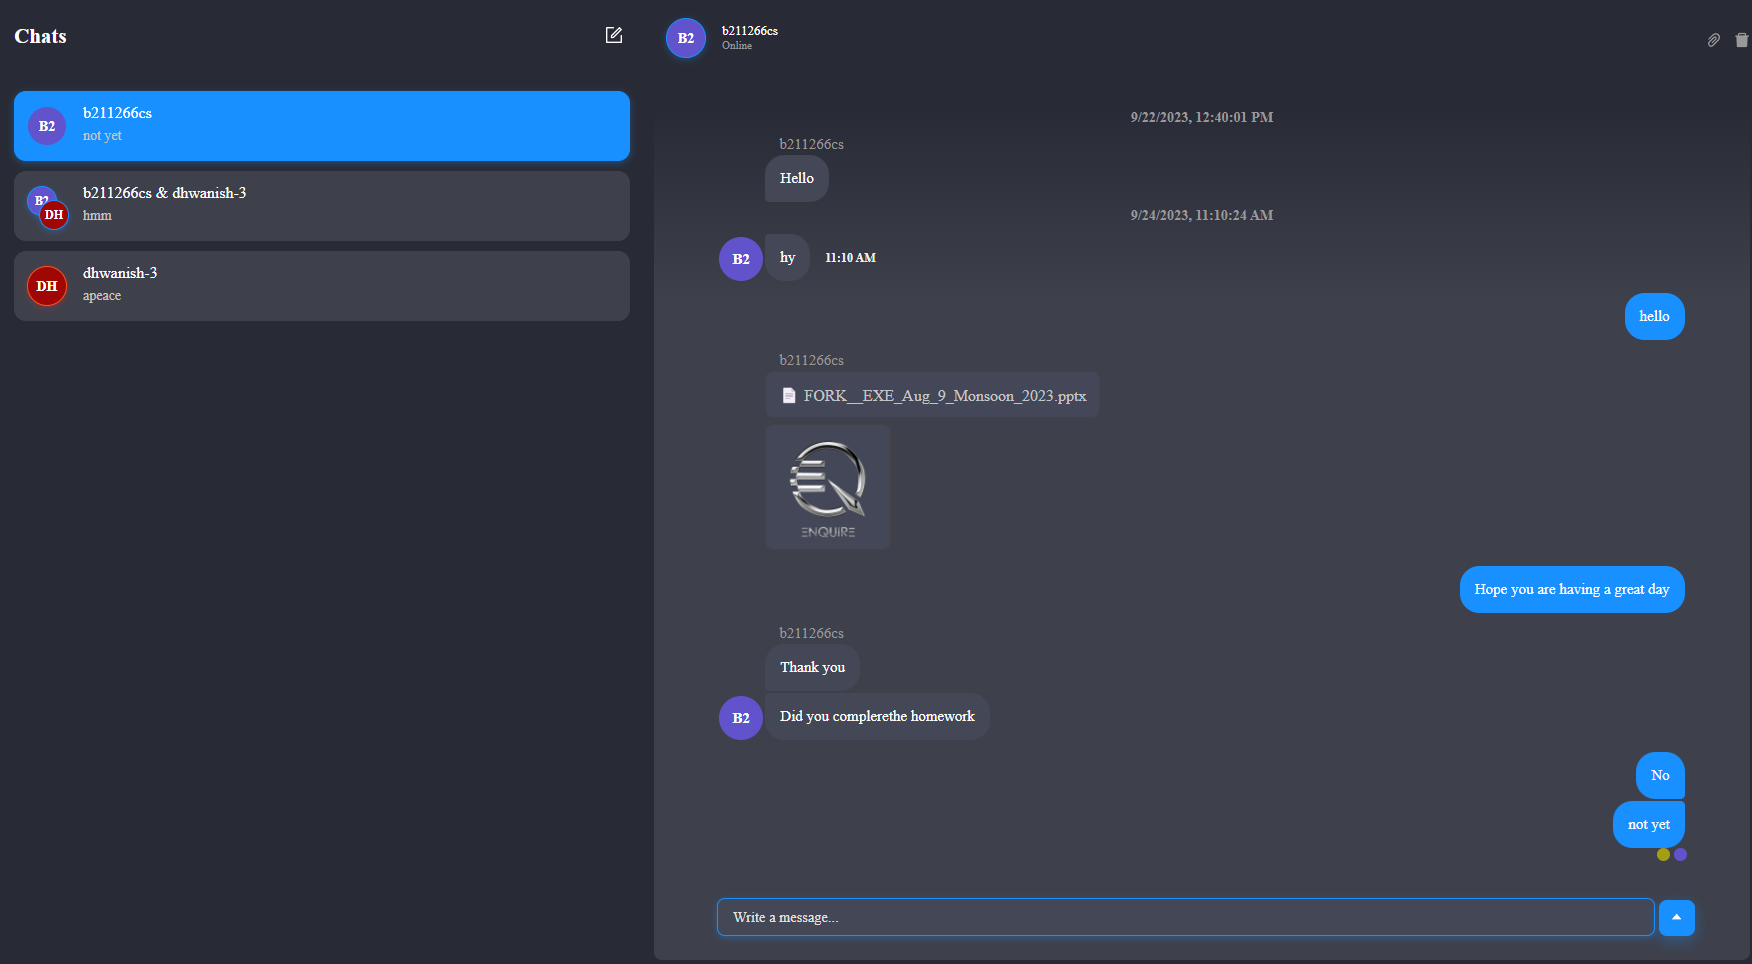 Chats
B2
b211266cs
not yet
B2
DH
b211266cs & dhwanish-3
hmm
DH
dhwanish-3
apeace
B2
b211266cs
Online
9/22/2023, 12:40:01 PM
b211266cs
Hello
9/24/2023, 11:10:24 AM
B2
hy
11:10 AM
hello
b211266cs
FORK__EXE_Aug_9_Monsoon_2023.pptx
ENQUIRE
Hope you are having a great day
b211266cs
Thank you
B2
Did you complerethe homework
No
not yet
Write a message...